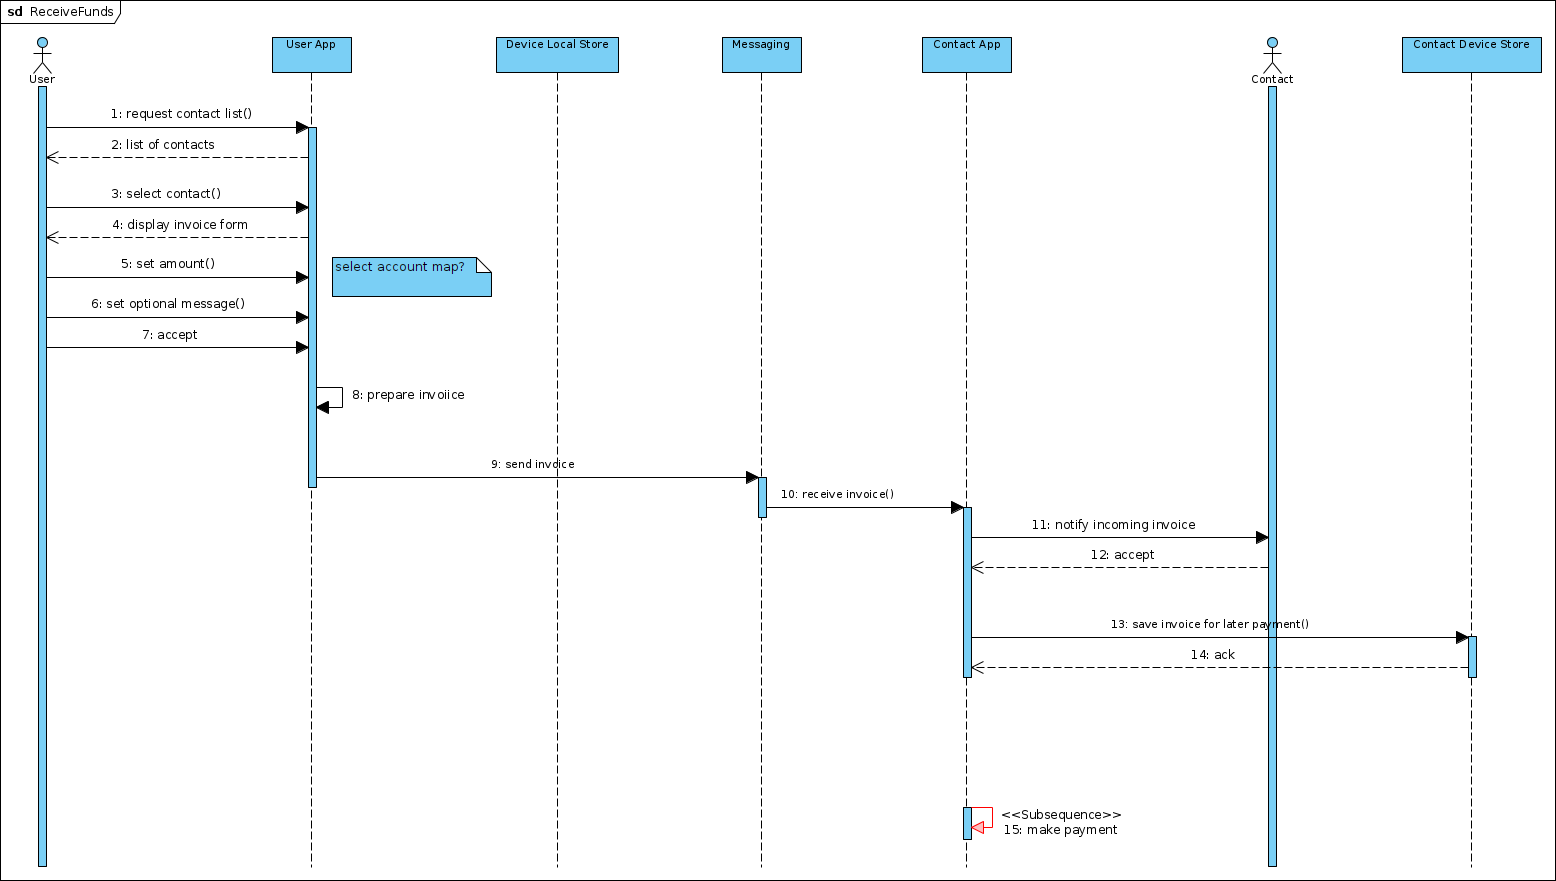 sd ReceiveFunds
User App
Device Local Store
Messaging
Contact App
Contact Device Store
User
Contact
1: request contact list()
2: list of contacts
3: select contact()
4: display invoice form
5: set amount()
select account map?
6: set optional message()
7: accept
8: prepare invoiice
9: send invoice
10: receive invoice()
11: notify incoming invoice
12: accept
13: save invoice for later payment()
14: ack
<<Subsequence>>
15: make payment